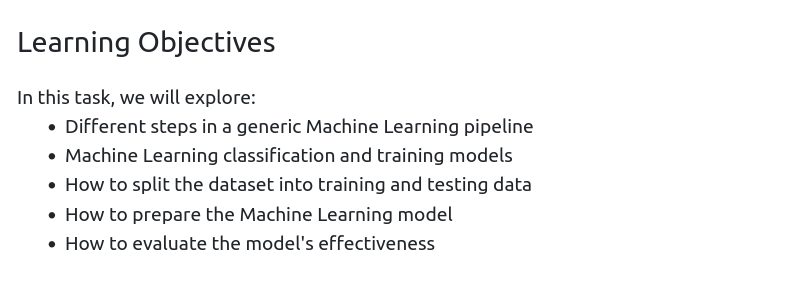 Learning Objectives
In this task, we will explore:
• Different steps in a generic Machine Learning pipeline
• Machine Learning classification and training models
• How to split the dataset into training and testing data
• How to prepare the Machine Learning model
• How to evaluate the model's effectiveness